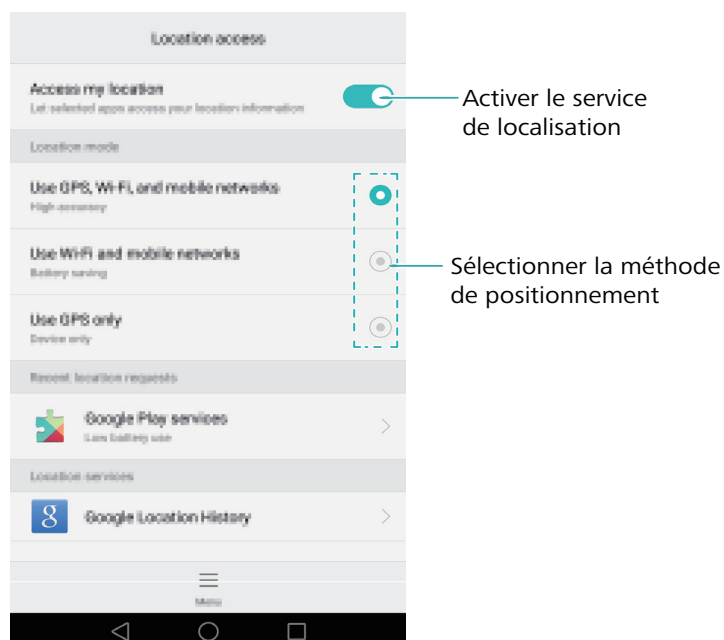 Location access
Access my location
Let selected apps access your location information
Activer le service
de localisation
Location mode
Use GPS, Wi-Fi, and mobile networks
High accuracy
Use Wi-Fi and mobile networks
Battery saving
Sélectionner la méthode
de positionnement
Use GPS only
Device only
Recent location requests
Google Play services
Low battery use
Location services
g
Google Location History
Menu